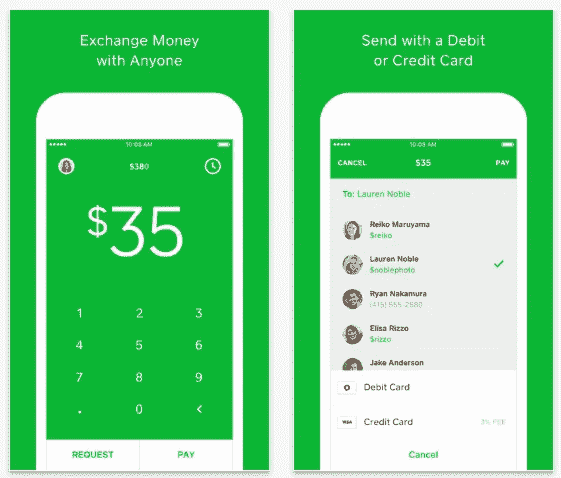 Exchange Money
with Anyone
10:09 AM
$380
$35
1 2 3
4 5 6
7 8 9
. 0 <
REQUEST PAY
Send with a Debit
or Credit Card
10:09 AM
CANCEL $35 PAY
To: Lauren Noble
Reiko Maruyama
$reiko
Lauren Noble
$noblephoto
Ryan Nakamura
(415) 555-2680
Elisa Rizzo
$rizzo
Jake Anderson
Debit Card
VISA Credit Card 3% FEE
Cancel